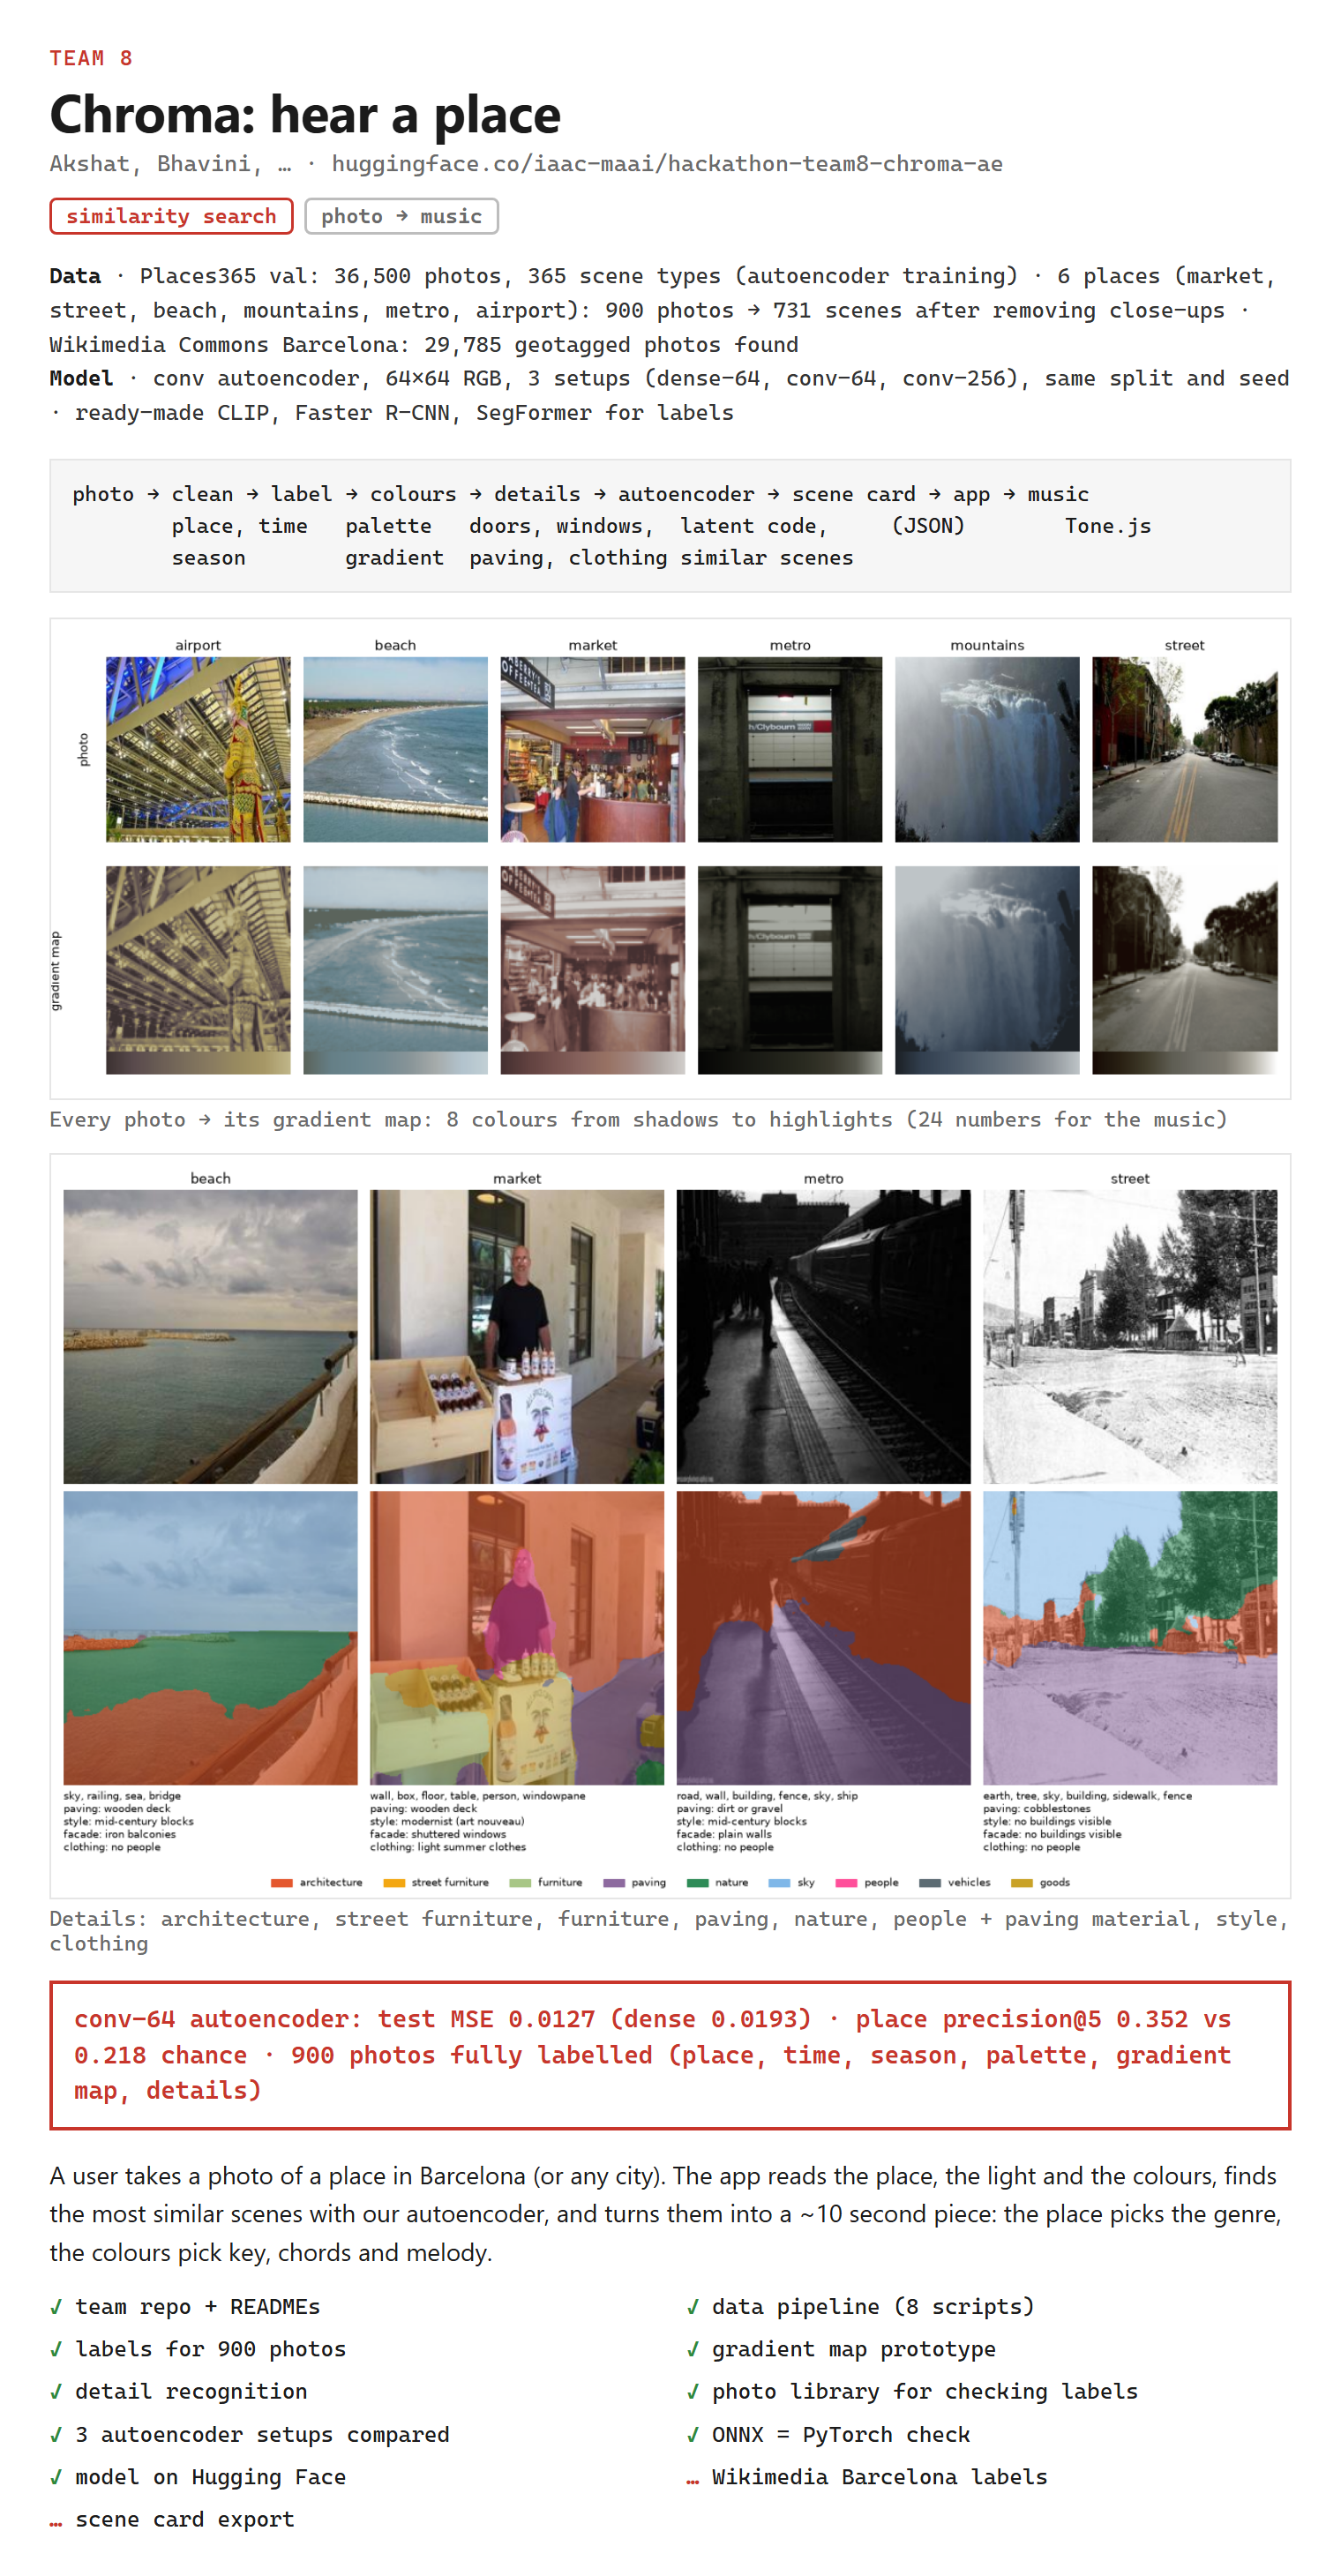 TEAM 8
Chroma: hear a place
Akshat, Bhavini, … · huggingface.co/iaac-maai/hackathon-team8-chroma-ae
similarity search
photo → music
Data · Places365 val: 36,500 photos, 365 scene types (autoencoder training) · 6 places (market,
street, beach, mountains, metro, airport): 900 photos → 731 scenes after removing close-ups ·
Wikimedia Commons Barcelona: 29,785 geotagged photos found
Model · conv autoencoder, 64×64 RGB, 3 setups (dense-64, conv-64, conv-256), same split and seed
· ready-made CLIP, Faster R-CNN, SegFormer for labels
photo → clean → label → colours → details → autoencoder → scene card → app → music
place, time palette doors, windows, latent code, (JSON) Tone.js
season gradient paving, clothing similar scenes
airport beach market metro mountains street
photo
h/Clybourn
gradient map
h/Clybourn
Every photo → its gradient map: 8 colours from shadows to highlights (24 numbers for the music)
beach market metro street
sky, railing, sea, bridge
paving: wooden deck
style: mid-century blocks
facade: iron balconies
clothing: no people
wall, box, floor, table, person, windowpane
paving: wooden deck
style: modernist (art nouveau)
facade: shuttered windows
clothing: light summer clothes
road, wall, building, fence, sky, ship
paving: dirt or gravel
style: mid-century blocks
facade: plain walls
clothing: no people
earth, tree, sky, building, sidewalk, fence
paving: cobblestones
style: no buildings visible
facade: no buildings visible
clothing: no people
architecture street furniture furniture paving nature sky people vehicles goods
Details: architecture, street furniture, furniture, paving, nature, people + paving material, style,
clothing
conv-64 autoencoder: test MSE 0.0127 (dense 0.0193) · place precision@5 0.352 vs
0.218 chance · 900 photos fully labelled (place, time, season, palette, gradient
map, details)
A user takes a photo of a place in Barcelona (or any city). The app reads the place, the light and the colours, finds
the most similar scenes with our autoencoder, and turns them into a ~10 second piece: the place picks the genre,
the colours pick key, chords and melody.
✓ team repo + READMEs
✓ data pipeline (8 scripts)
✓ labels for 900 photos
✓ gradient map prototype
✓ detail recognition
✓ photo library for checking labels
✓ 3 autoencoder setups compared
✓ ONNX = PyTorch check
✓ model on Hugging Face
… Wikimedia Barcelona labels
… scene card export